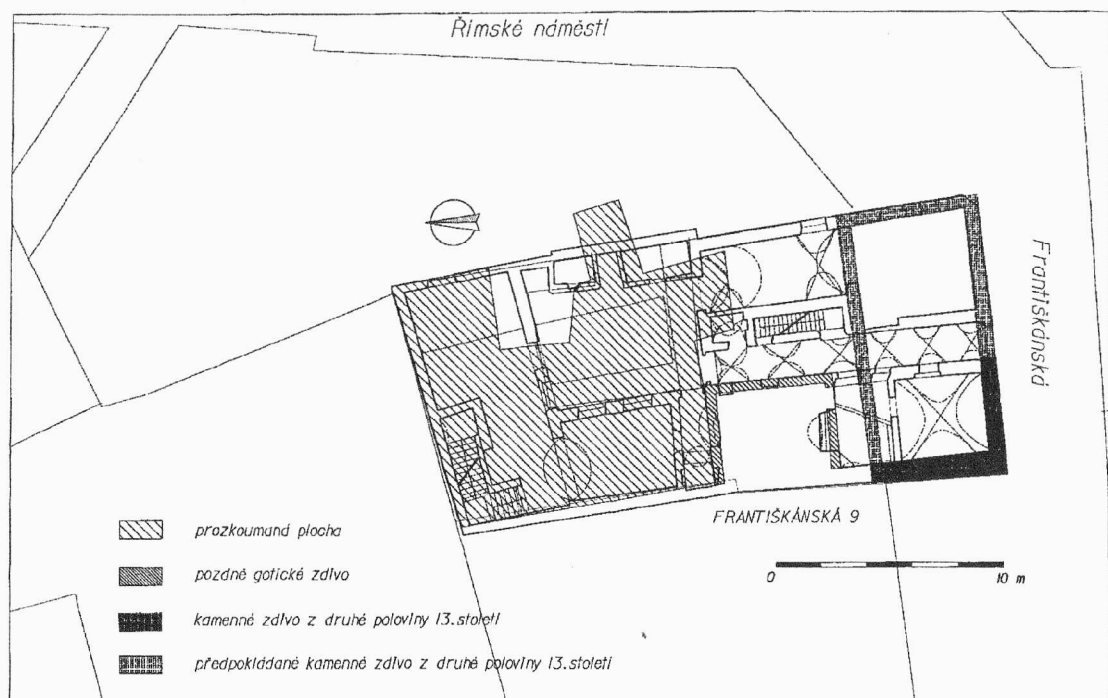 Římské náměstí
Františkánská
FRANTIŠKÁNSKÁ 9
0 10 m
prozkoumaná plocha
pozdně gotické zdivo
kamenné zdivo z druhé poloviny 13.století
předpokládané kamenné zdivo z druhé poloviny 13.století